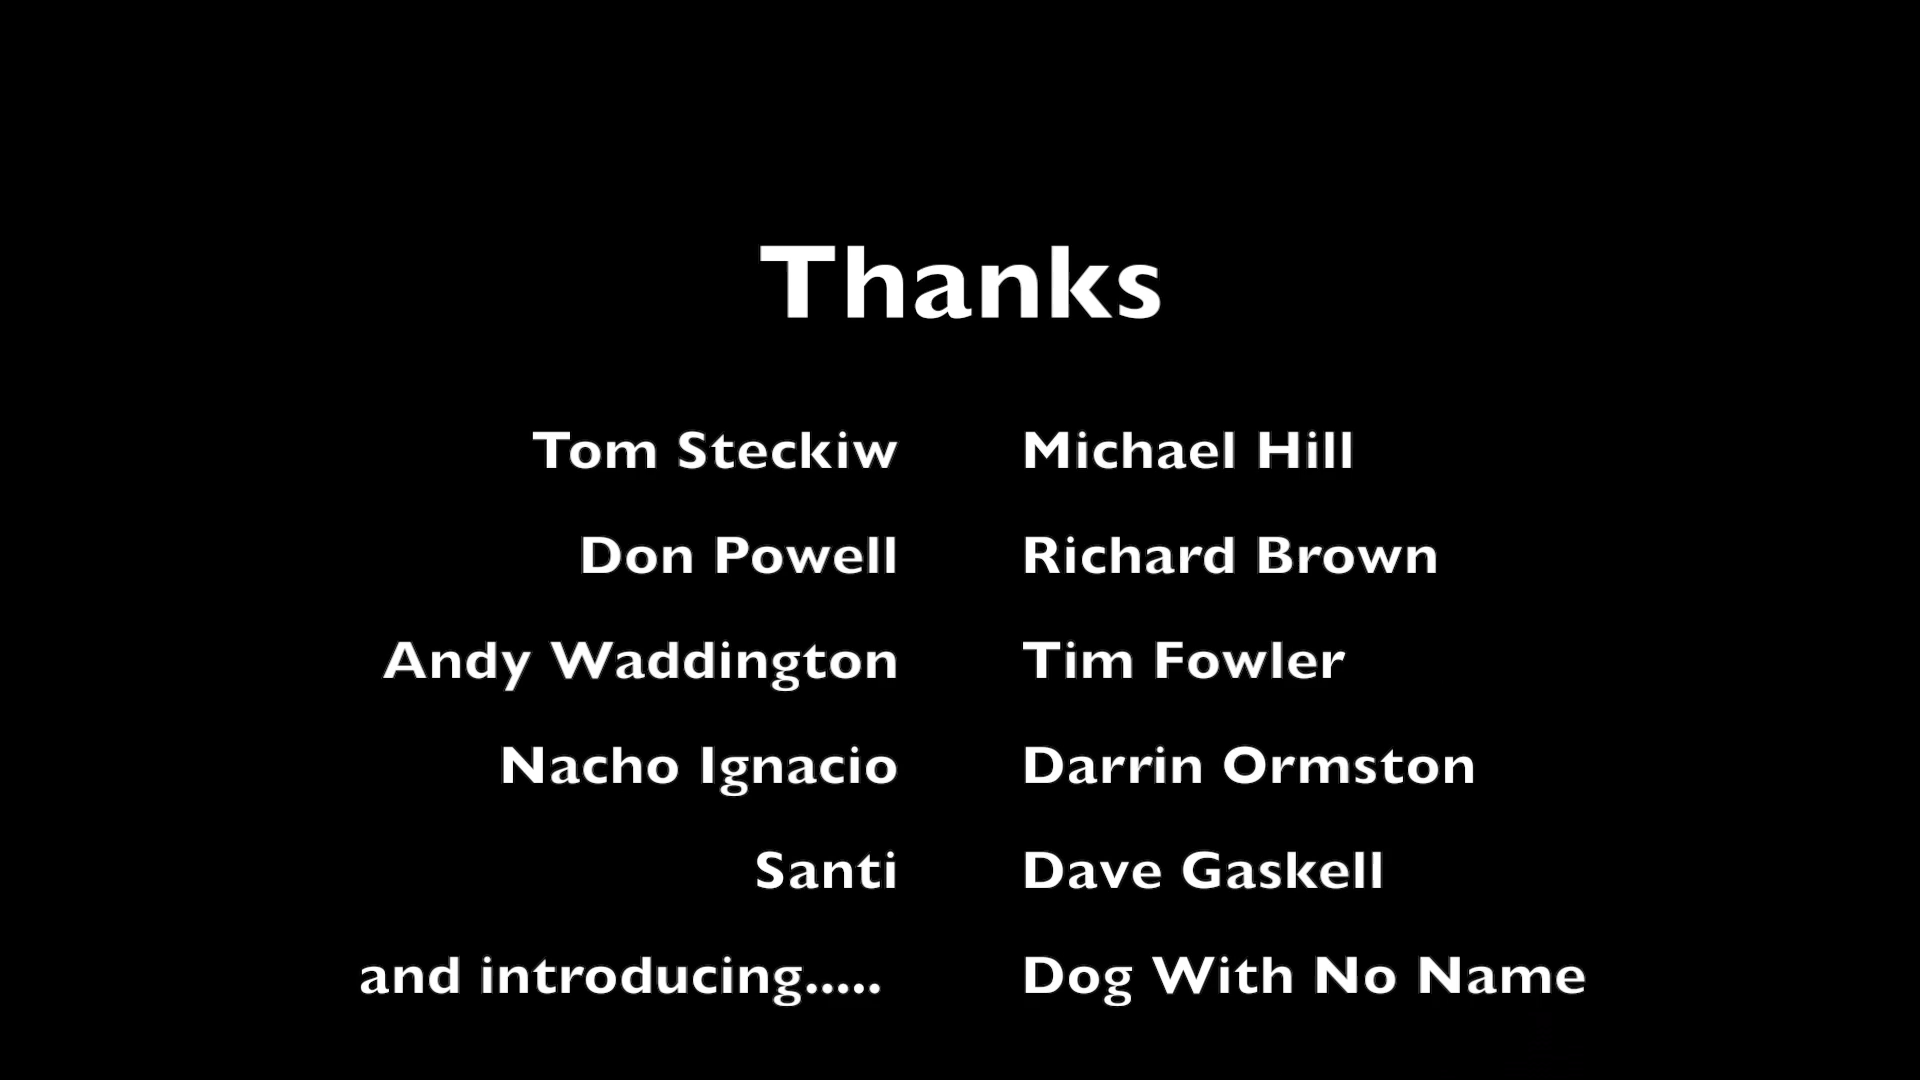 Thanks
Tom Steckiw Michael Hill
Don Powell Richard Brown
Andy Waddington Tim Fowler
Nacho Ignacio Darrin Ormston
Santi Dave Gaskell
and introducing..... Dog With No Name